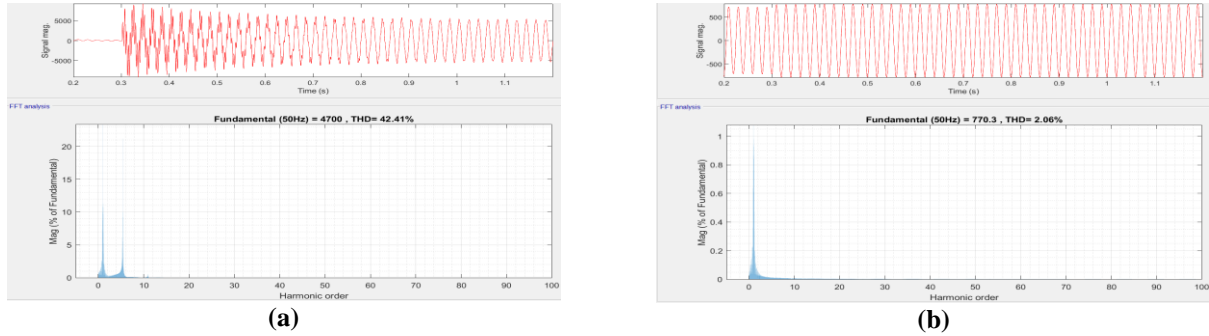 Signal mag.
5000
0
-5000
0.2 0.3 0.4 0.5 0.6 0.7 0.8 0.9 1 1.1
Time (s)
FFT analysis
Fundamental (50Hz) = 4700 , THD= 42.41%
Mag (% of Fundamental)
20
15
10
5
0
0 10 20 30 40 50 60 70 80 90 100
Harmonic order
(a)
Signal mag.
500
0
-500
0.2 0.3 0.4 0.5 0.6 0.7 0.8 0.9 1 1.1
Time (s)
FFT analysis
Fundamental (50Hz) = 770.3 , THD= 2.06%
Mag (% of Fundamental)
1
0.8
0.6
0.4
0.2
0
0 10 20 30 40 50 60 70 80 90 100
Harmonic order
(b)